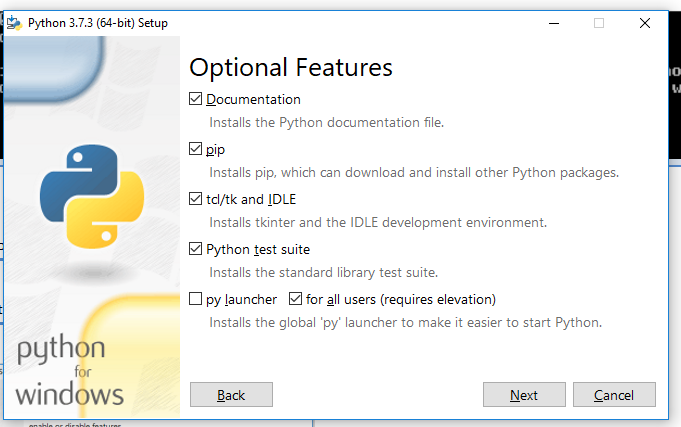 Python 3.7.3 (64-bit) Setup
Optional Features
Documentation
Installs the Python documentation file.
pip
Installs pip, which can download and install other Python packages.
tcl/tk and IDLE
Installs tkinter and the IDLE development environment.
Python test suite
Installs the standard library test suite.
py launcher for all users (requires elevation)
Installs the global 'py' launcher to make it easier to start Python.
python
for
windows
Back Next Cancel
enable or disable features